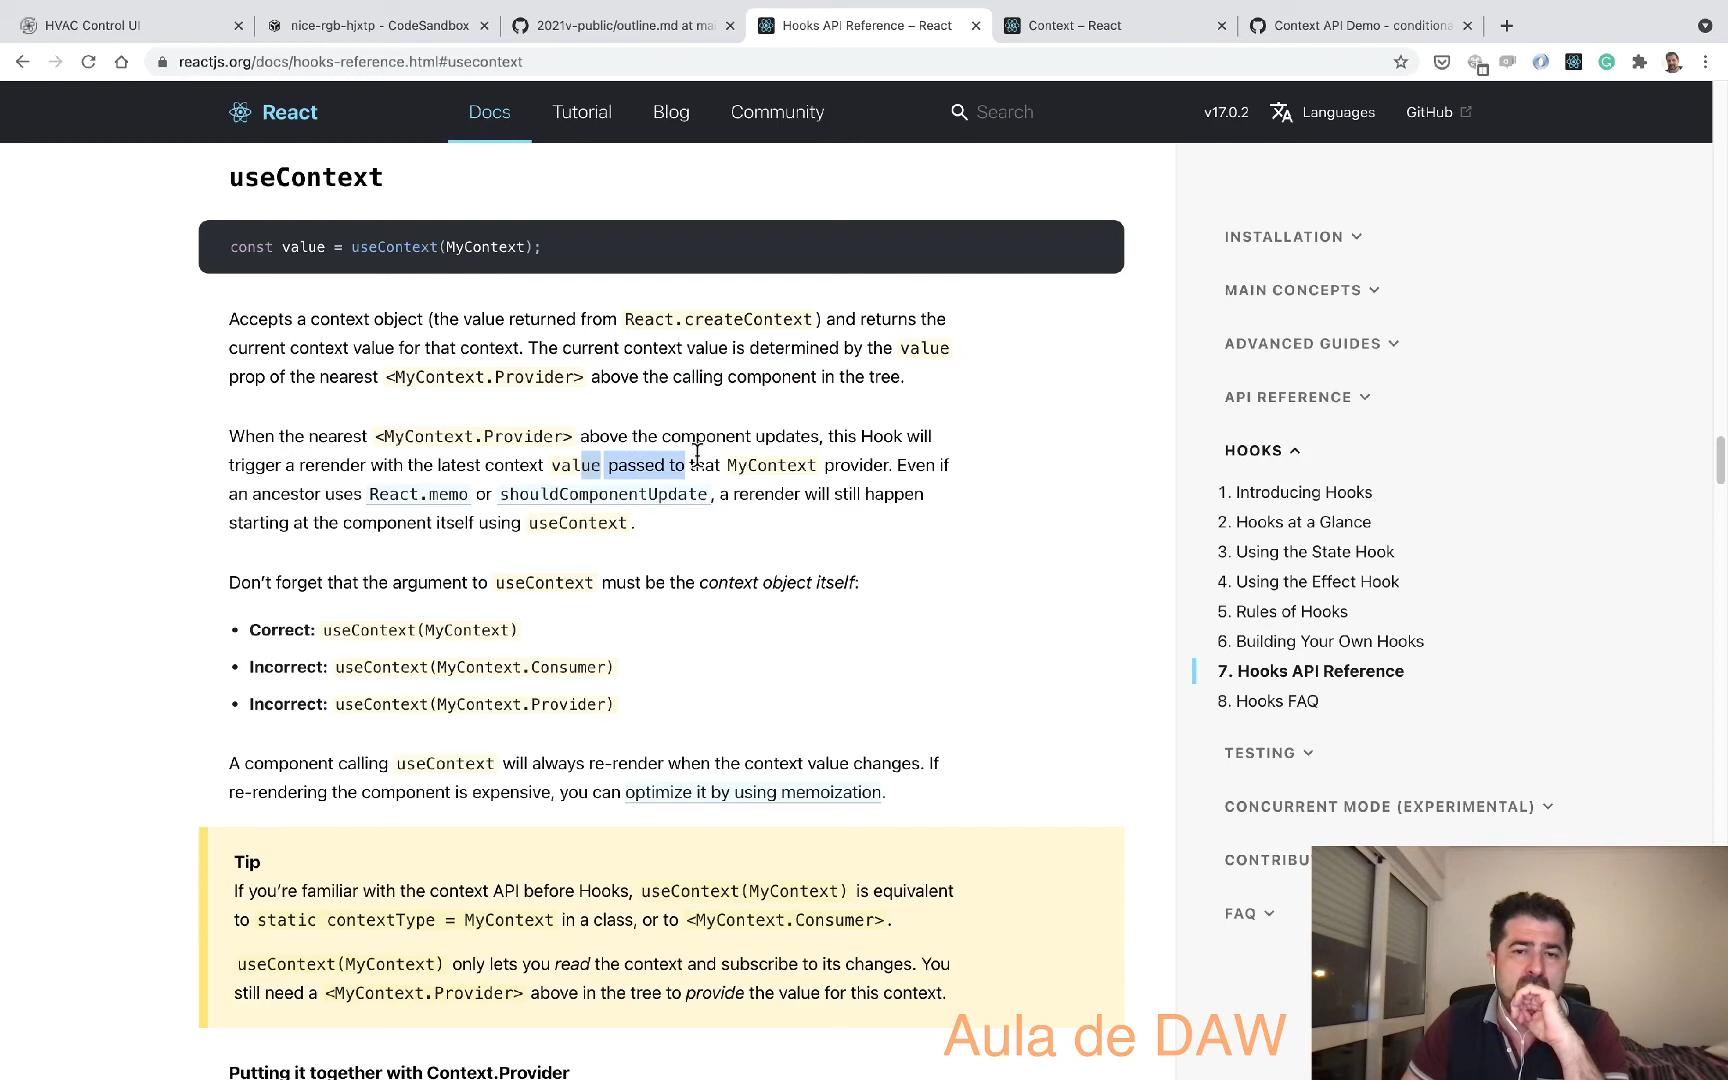 HVAC Control UI
nice-rgb-hjxtp - CodeSandbox
2021v-public/outline.md at mai
Hooks API Reference – React
Context – React
Context API Demo - conditiona
reactjs.org/docs/hooks-reference.html#usecontext
React
Docs
Tutorial
Blog
Community
Search
v17.0.2
Languages
GitHub
useContext
const value = useContext(MyContext);
Accepts a context object (the value returned from React.createContext) and returns the
current context value for that context. The current context value is determined by the value
prop of the nearest <MyContext.Provider> above the calling component in the tree.
When the nearest <MyContext.Provider> above the component updates, this Hook will
trigger a rerender with the latest context value passed to that MyContext provider. Even if
an ancestor uses React.memo or shouldComponentUpdate, a rerender will still happen
starting at the component itself using useContext.
Don’t forget that the argument to useContext must be the context object itself:
• Correct: useContext(MyContext)
• Incorrect: useContext(MyContext.Consumer)
• Incorrect: useContext(MyContext.Provider)
A component calling useContext will always re-render when the context value changes. If
re-rendering the component is expensive, you can optimize it by using memoization.
Tip
If you’re familiar with the context API before Hooks, useContext(MyContext) is equivalent
to static contextType = MyContext in a class, or to <MyContext.Consumer>.
useContext(MyContext) only lets you read the context and subscribe to its changes. You
still need a <MyContext.Provider> above in the tree to provide the value for this context.
Putting it together with Context.Provider
INSTALLATION
MAIN CONCEPTS
ADVANCED GUIDES
API REFERENCE
HOOKS
1. Introducing Hooks
2. Hooks at a Glance
3. Using the State Hook
4. Using the Effect Hook
5. Rules of Hooks
6. Building Your Own Hooks
7. Hooks API Reference
8. Hooks FAQ
TESTING
CONCURRENT MODE (EXPERIMENTAL)
CONTRIBU
FAQ
Aula de DAW